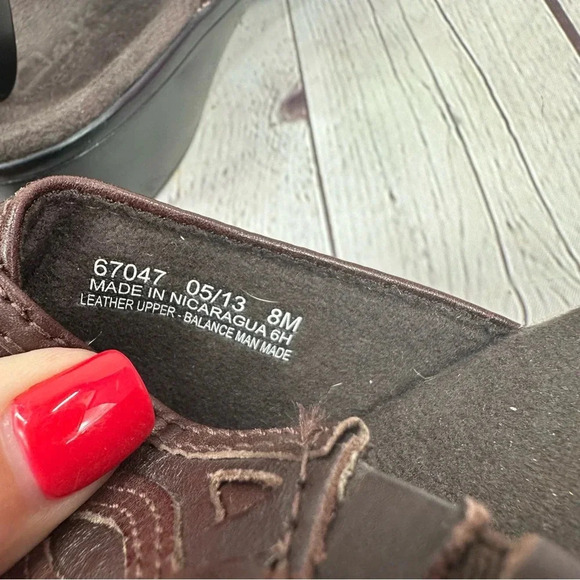 67047 05/13 8M
MADE IN NICARAGUA 6H
LEATHER UPPER - BALANCE MAN MADE